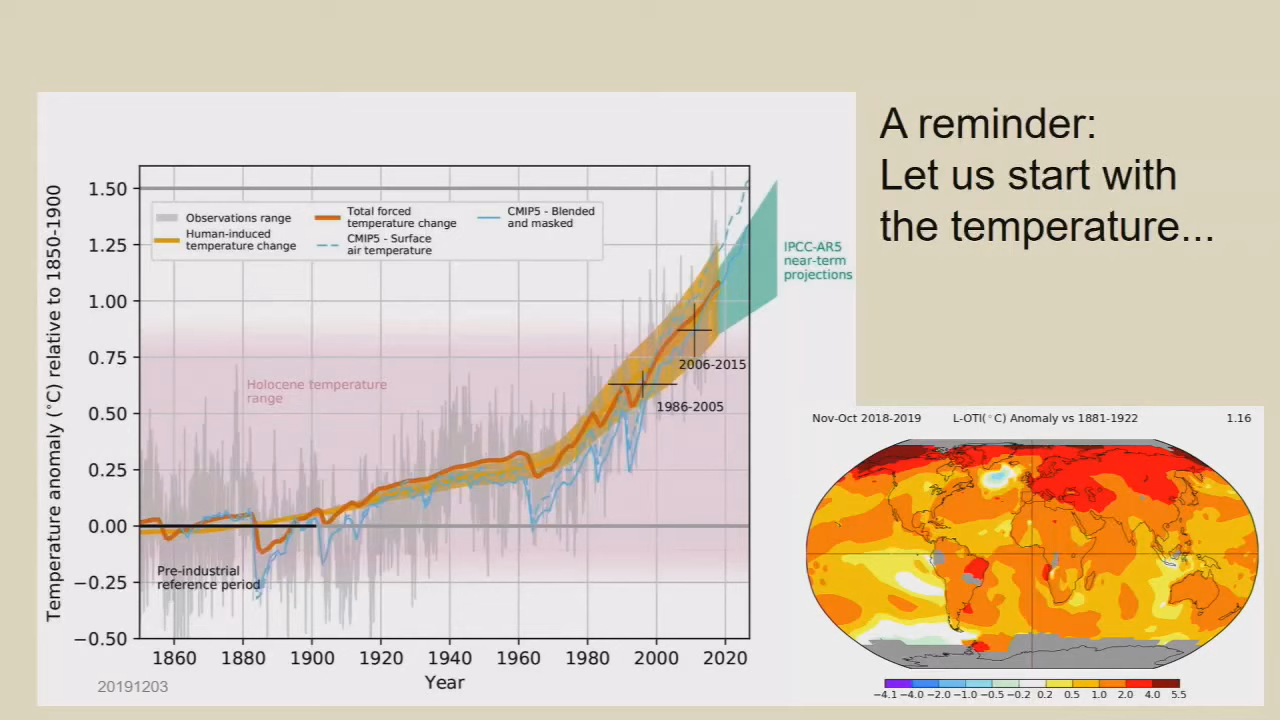 A reminder:
Let us start with
the temperature...
Temperature anomaly (°C) relative to 1850-1900
1.50
1.25
1.00
0.75
0.50
0.25
0.00
−0.25
−0.50
Observations range
Human-induced
temperature change
Total forced
temperature change
CMIP5 - Surface
air temperature
CMIP5 - Blended
and masked
IPCC-AR5
near-term
projections
Holocene temperature
range
2006-2015
1986-2005
Pre-industrial
reference period
1860 1880 1900 1920 1940 1960 1980 2000 2020
Year
20191203
Nov-Oct 2018-2019 L-OTI(°C) Anomaly vs 1881-1922 1.16
−4.1 −4.0 −2.0 −1.0 −0.5 −0.2 0.2 0.5 1.0 2.0 4.0 5.5